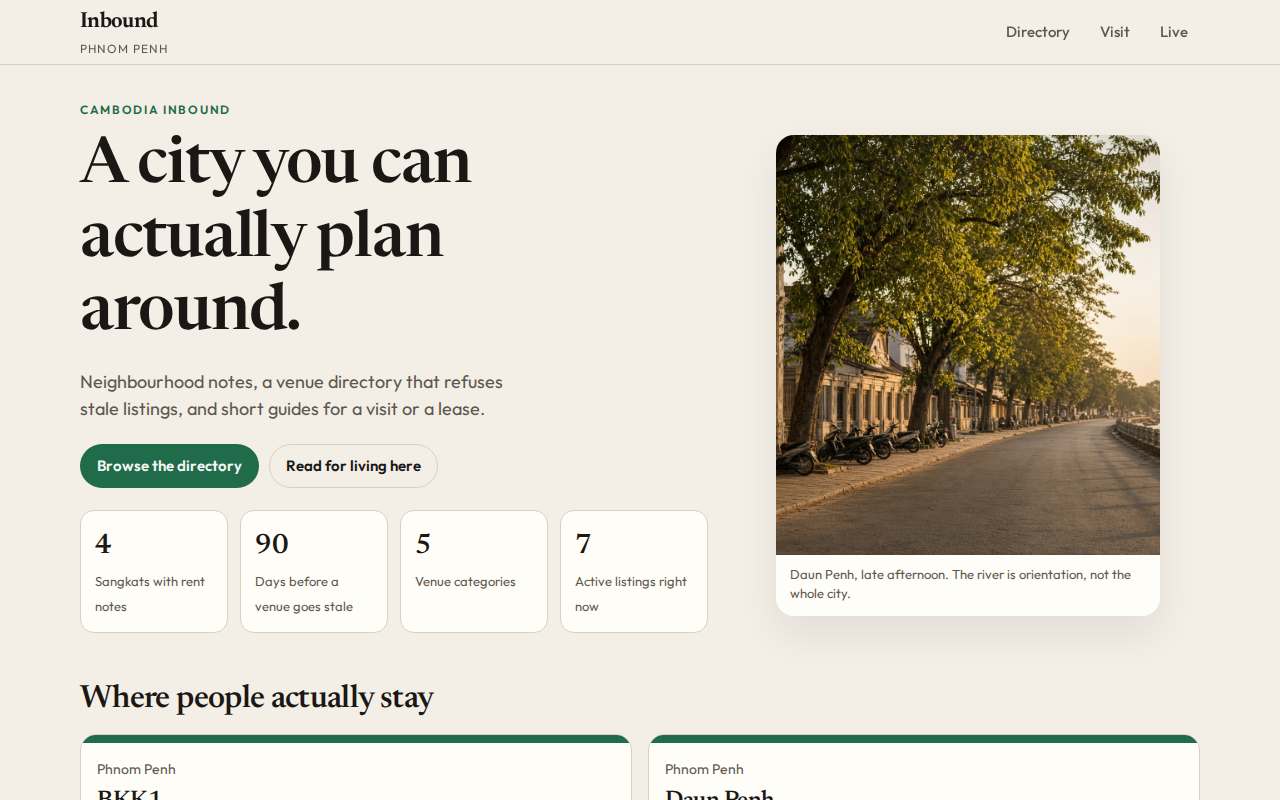 Inbound
PHNOM PENH
Directory Visit Live
CAMBODIA INBOUND
A city you can
actually plan
around.
Neighbourhood notes, a venue directory that refuses
stale listings, and short guides for a visit or a lease.
Browse the directory
Read for living here
4
Sangkats with rent
notes
90
Days before a
venue goes stale
5
Venue categories
7
Active listings right
now
Daun Penh, late afternoon. The river is orientation, not the
whole city.
Where people actually stay
Phnom Penh
BKK1
Phnom Penh
Daun Penh